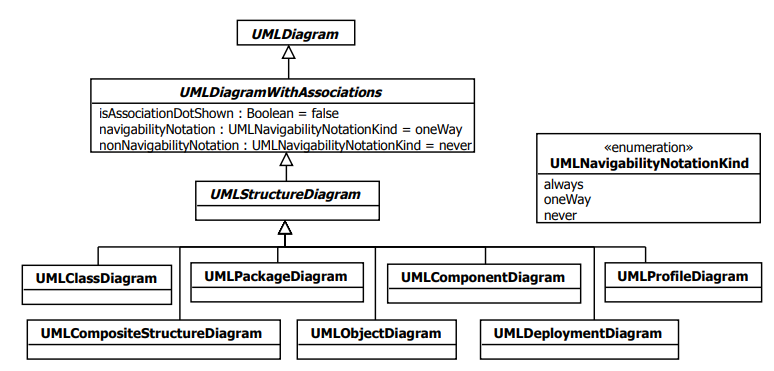 UMLDiagram
UMLDiagramWithAssociations
isAssociationDotShown : Boolean = false
navigabilityNotation : UMLNavigabilityNotationKind = oneWay
nonNavigabilityNotation : UMLNavigabilityNotationKind = never
«enumeration»
UMLNavigabilityNotationKind
always
oneWay
never
UMLStructureDiagram
UMLClassDiagram
UMLPackageDiagram
UMLComponentDiagram
UMLProfileDiagram
UMLCompositeStructureDiagram
UMLObjectDiagram
UMLDeploymentDiagram